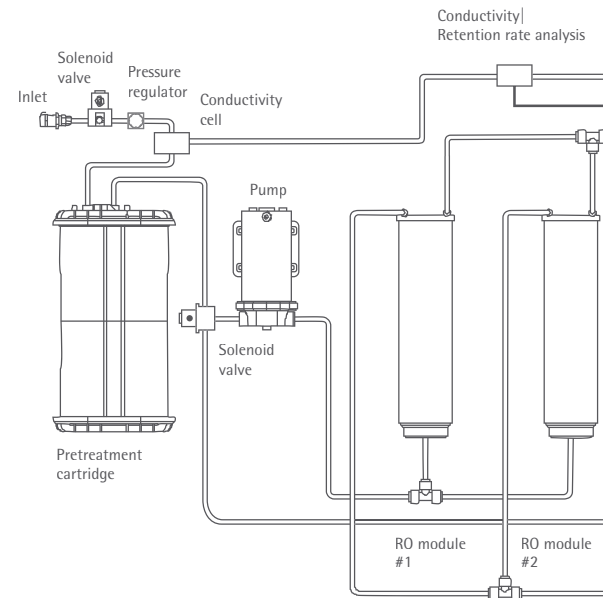 Conductivity|
Retention rate analysis
Solenoid
valve
Pressure
regulator
Inlet
Conductivity
cell
Pump
Solenoid
valve
Pretreatment
cartridge
RO module
#1
RO module
#2